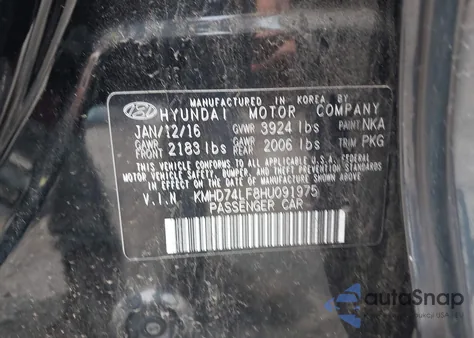 MANUFACTURED IN KOREA BY
HYUNDAI MOTOR COMPANY
JAN/12/16 GVWR 3924 lbs PAINT NKA
GAWR FRONT 2183 lbs GAWR REAR 2006 lbs TRIM PKG
THIS VEHICLE CONFORMS TO ALL APPLICABLE U.S.A. FEDERAL
MOTOR VEHICLE SAFETY, BUMPER, AND THEFT PREVENTION
STANDARDS IN EFFECT ON THE DATE OF MANUFACTURE SHOWN ABOVE.
V.I.N. KMHD74LF8HU091975
PASSENGER CAR
autoSnap